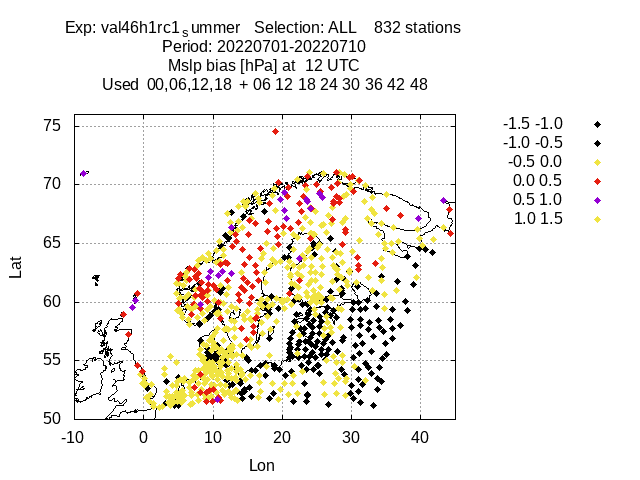 Exp: val46h1rc1summer   Selection: ALL    832 stations
Period: 20220701-20220710
Mslp bias [hPa] at  12 UTC
Used  00,06,12,18  + 06 12 18 24 30 36 42 48
-1.5 -1.0
-1.0 -0.5
-0.5 0.0
0.0 0.5
0.5 1.0
1.0 1.5
75
70
65
60
55
50
Lat
-10 0 10 20 30 40
Lon